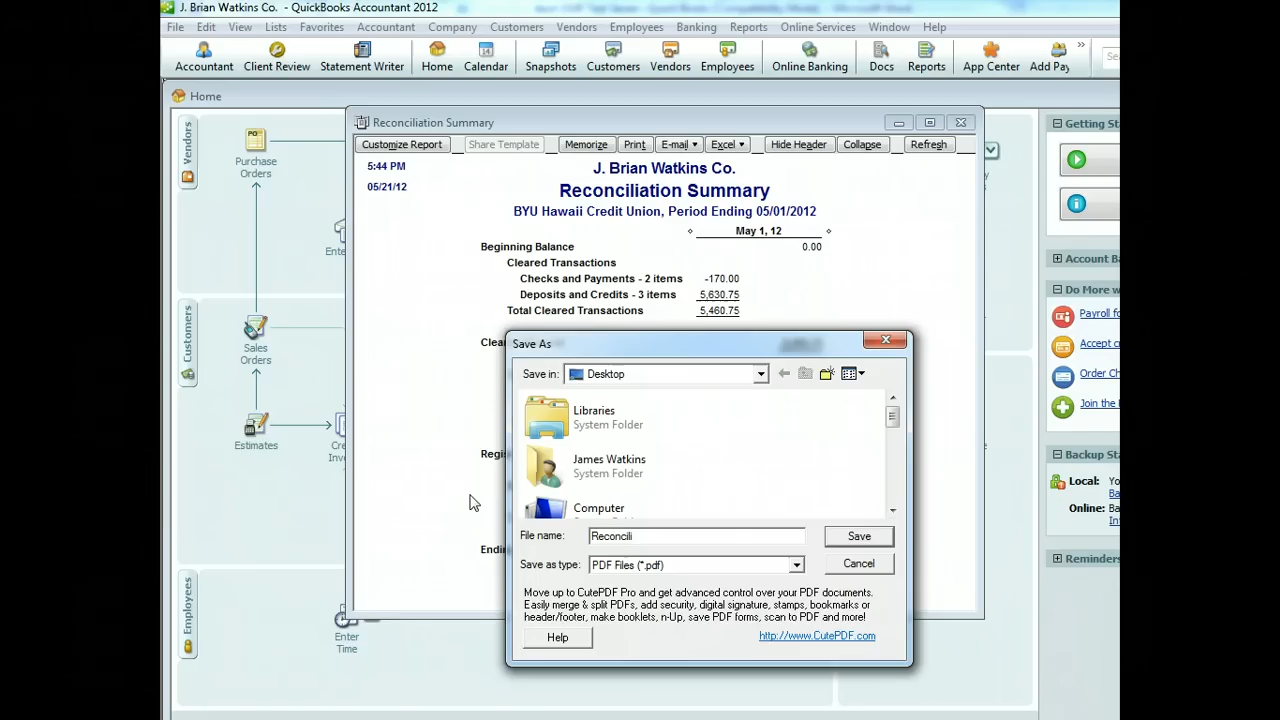 J. Brian Watkins Co. - QuickBooks Accountant 2012
File Edit View Lists Favorites Accountant Company Customers Vendors Employees Banking Reports Online Services Window Help
Accountant Client Review Statement Writer Home Calendar Snapshots Customers Vendors Employees Online Banking Docs Reports App Center Add Pay
Home
Vendors
Purchase
Orders
Customers
Sales
Orders
Estimates
Employees
Enter
Time
Reconciliation Summary
Customize Report Share Template Memorize Print E-mail Excel Hide Header Collapse Refresh
5:44 PM
05/21/12
J. Brian Watkins Co.
Reconciliation Summary
BYU Hawaii Credit Union, Period Ending 05/01/2012
May 1, 12
Beginning Balance 0.00
Cleared Transactions
Checks and Payments - 2 items -170.00
Deposits and Credits - 3 items 5,630.75
Total Cleared Transactions 5,460.75
Save As
Save in: Desktop
Libraries
System Folder
James Watkins
System Folder
Computer
File name: Reconcili Save
Save as type: PDF Files (*.pdf) Cancel
Move up to CutePDF Pro and get advanced control over your PDF documents.
Easily merge & split PDFs, add security, digital signature, stamps, bookmarks or
header/footer, make booklets, n-Up, save PDF forms, scan to PDF and more!
Help http://www.CutePDF.com
Getting St
Account Ba
Do More w
Payroll fo
Accept c
Order Ch
Join the
Backup Sta
Local: Yo
Ba
Online: Ba
Int
Reminders